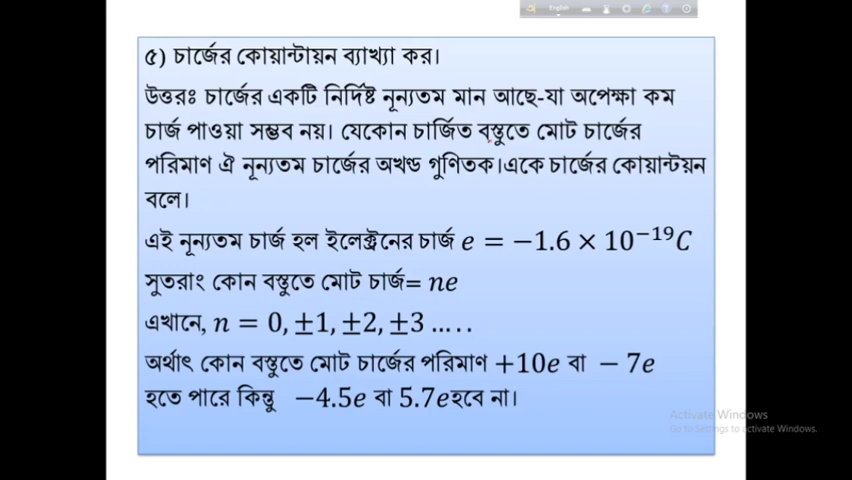 English
৫) চার্জের কোয়ান্টায়ন ব্যাখ্যা কর।
উত্তরঃ চার্জের একটি নির্দিষ্ট নূন্যতম মান আছে-যা অপেক্ষা কম
চার্জ পাওয়া সম্ভব নয়। যেকোন চার্জিত বস্তুতে মোট চার্জের
পরিমাণ ঐ নূন্যতম চার্জের অখন্ড গুণিতক।একে চার্জের কোয়ান্টয়ন
বলে।
এই নূন্যতম চার্জ হল ইলেক্ট্রনের চার্জ e = −1.6 × 10⁻¹⁹C
সুতরাং কোন বস্তুতে মোট চার্জ= ne
এখানে, n = 0, ±1, ±2, ±3 … . .
অর্থাৎ কোন বস্তুতে মোট চার্জের পরিমাণ +10e বা − 7e
হতে পারে কিন্তু −4.5e বা 5.7eহবে না।
Activate Windows
Go to Settings to activate Windows.